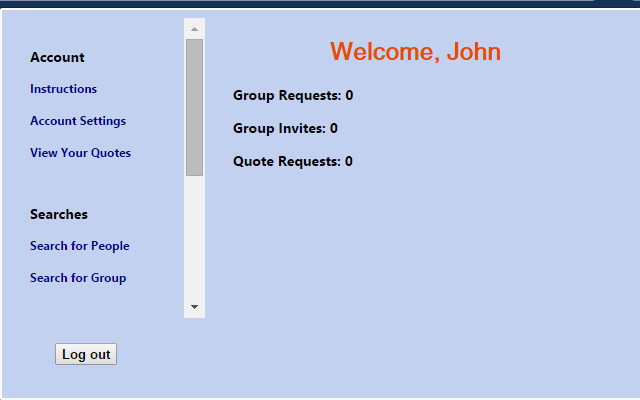 Account
Instructions
Account Settings
View Your Quotes
Searches
Search for People
Search for Group
Log out
Welcome, John
Group Requests: 0
Group Invites: 0
Quote Requests: 0